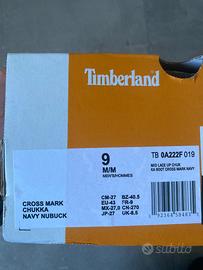 Timberland
9
M/M
MEN'S/HOMMES
TB 0A222F 019
MID LACE UP CHUK
KA BOOT CROSS MARK NAVY
CROSS MARK
CHUKKA
NAVY NUBUCK
CM-27 BZ-40.5
EU-43 FR-9
MX-27,0 CN-270
JP-27 UK-8.5
subito